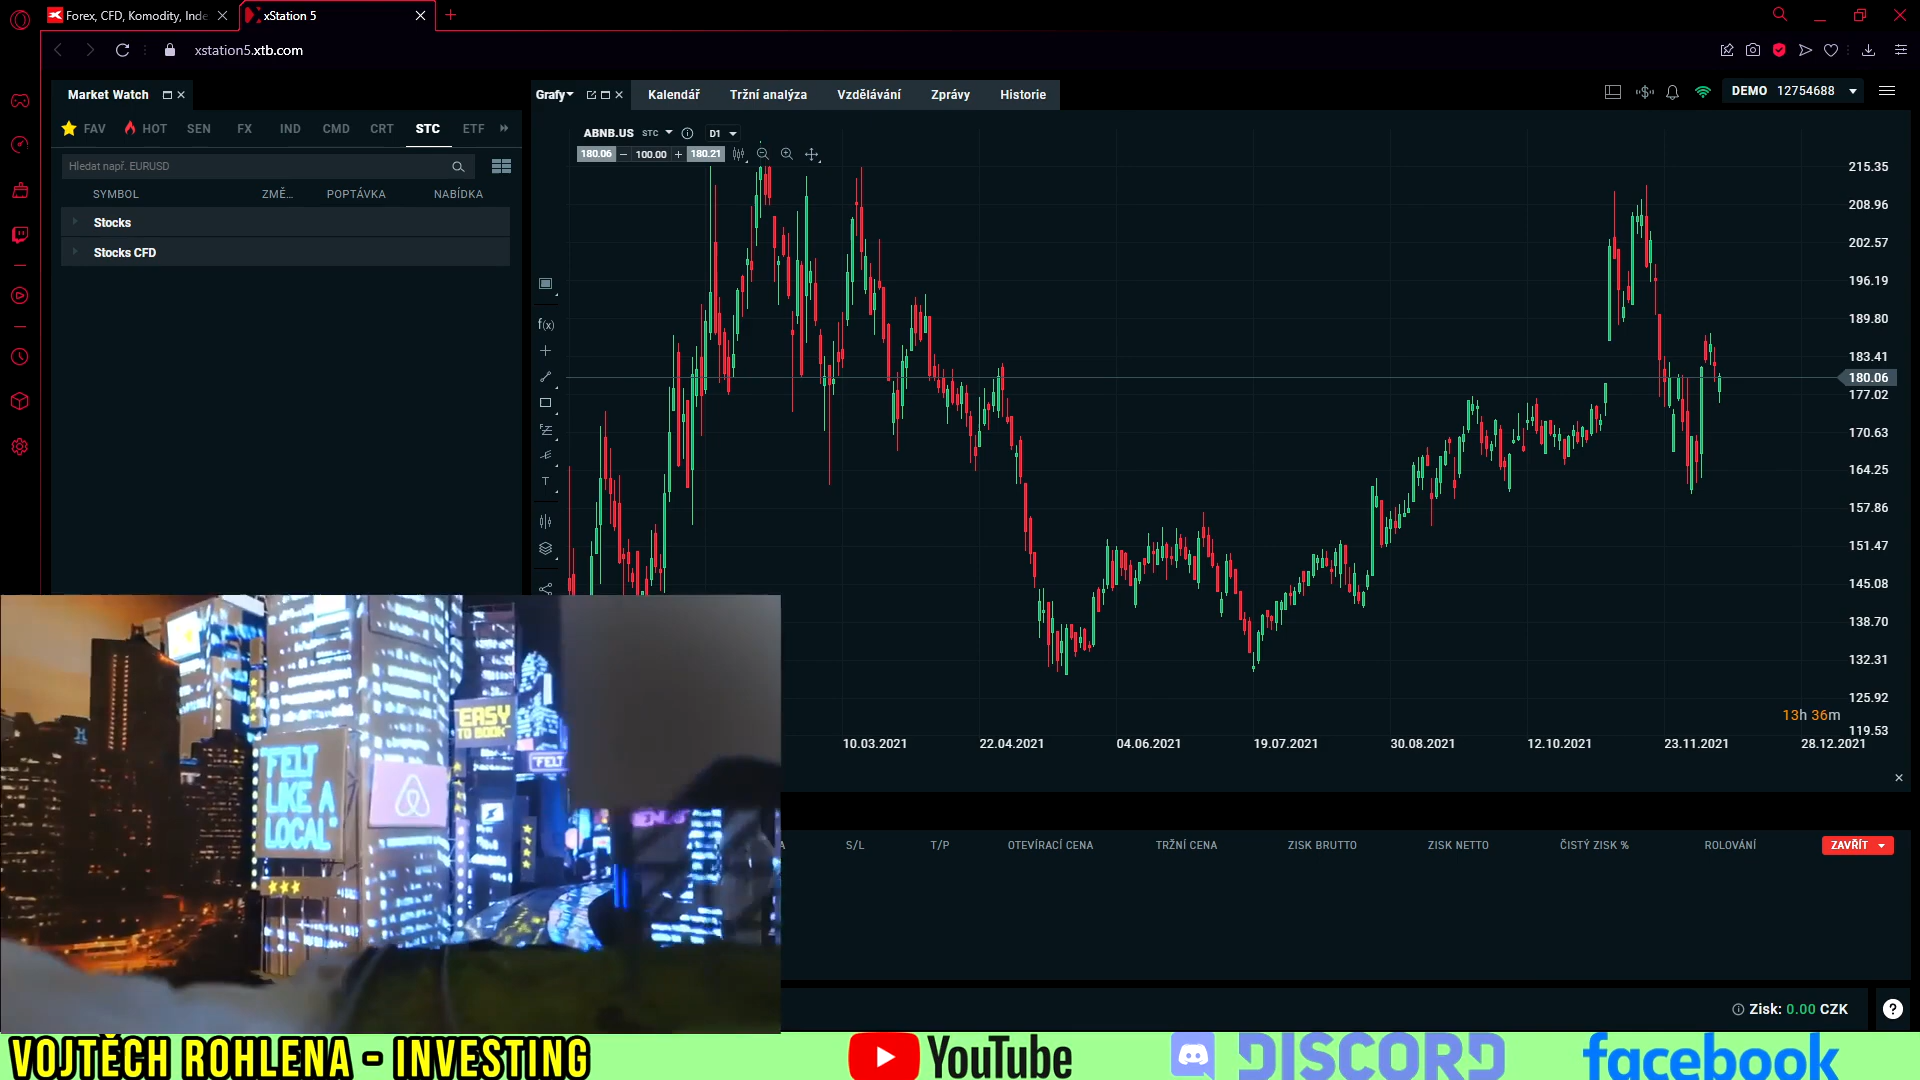 Forex, CFD, Komodity, Inde
xStation 5
xstation5.xtb.com
Market Watch
FAV
HOT
SEN
FX
IND
CMD
CRT
STC
ETF
Hledat např. EURUSD
SYMBOL
ZMĚ...
POPTÁVKA
NABÍDKA
Stocks
Stocks CFD
Grafy
Kalendář
Tržní analýza
Vzdělávání
Zprávy
Historie
DEMO 12754688
ABNB.US STC
D1
180.06
100.00
180.21
f(x)
T
215.35
208.96
202.57
196.19
189.80
183.41
180.06
177.02
170.63
164.25
157.86
151.47
145.08
138.70
132.31
125.92
119.53
13h 36m
10.03.2021
22.04.2021
04.06.2021
19.07.2021
30.08.2021
12.10.2021
23.11.2021
28.12.2021
EASY
TO BOOK
FELT
"FELT
LIKE A
LOCAL"
S/L
T/P
OTEVÍRACÍ CENA
TRŽNÍ CENA
ZISK BRUTTO
ZISK NETTO
ČISTÝ ZISK %
ROLOVÁNÍ
ZAVŘÍT
Zisk: 0.00 CZK
?
VOJTĚCH ROHLENA - INVESTING
YouTube
DISCORD
facebook